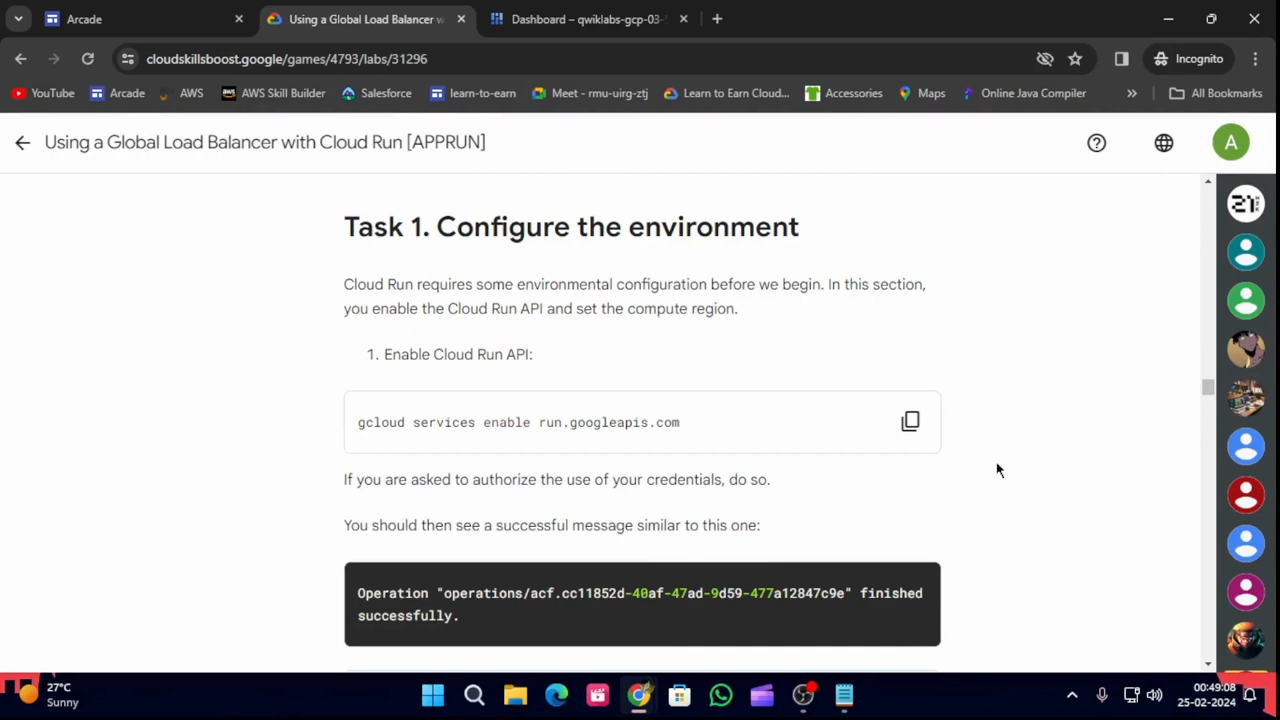 Arcade
Using a Global Load Balancer w
Dashboard – qwiklabs-gcp-03-
cloudskillsboost.google/games/4793/labs/31296
Incognito
YouTube
Arcade
AWS
AWS Skill Builder
Salesforce
learn-to-earn
Meet - rmu-uirg-ztj
Learn to Earn Cloud...
Accessories
Maps
Online Java Compiler
All Bookmarks
Using a Global Load Balancer with Cloud Run [APPRUN]
A
Task 1. Configure the environment
Cloud Run requires some environmental configuration before we begin. In this section,
you enable the Cloud Run API and set the compute region.
1. Enable Cloud Run API:
gcloud services enable run.googleapis.com
If you are asked to authorize the use of your credentials, do so.
You should then see a successful message similar to this one:
Operation "operations/acf.cc11852d-40af-47ad-9d59-477a12847c9e" finished
successfully.
27°C
Sunny
00:49:08
25-02-2024